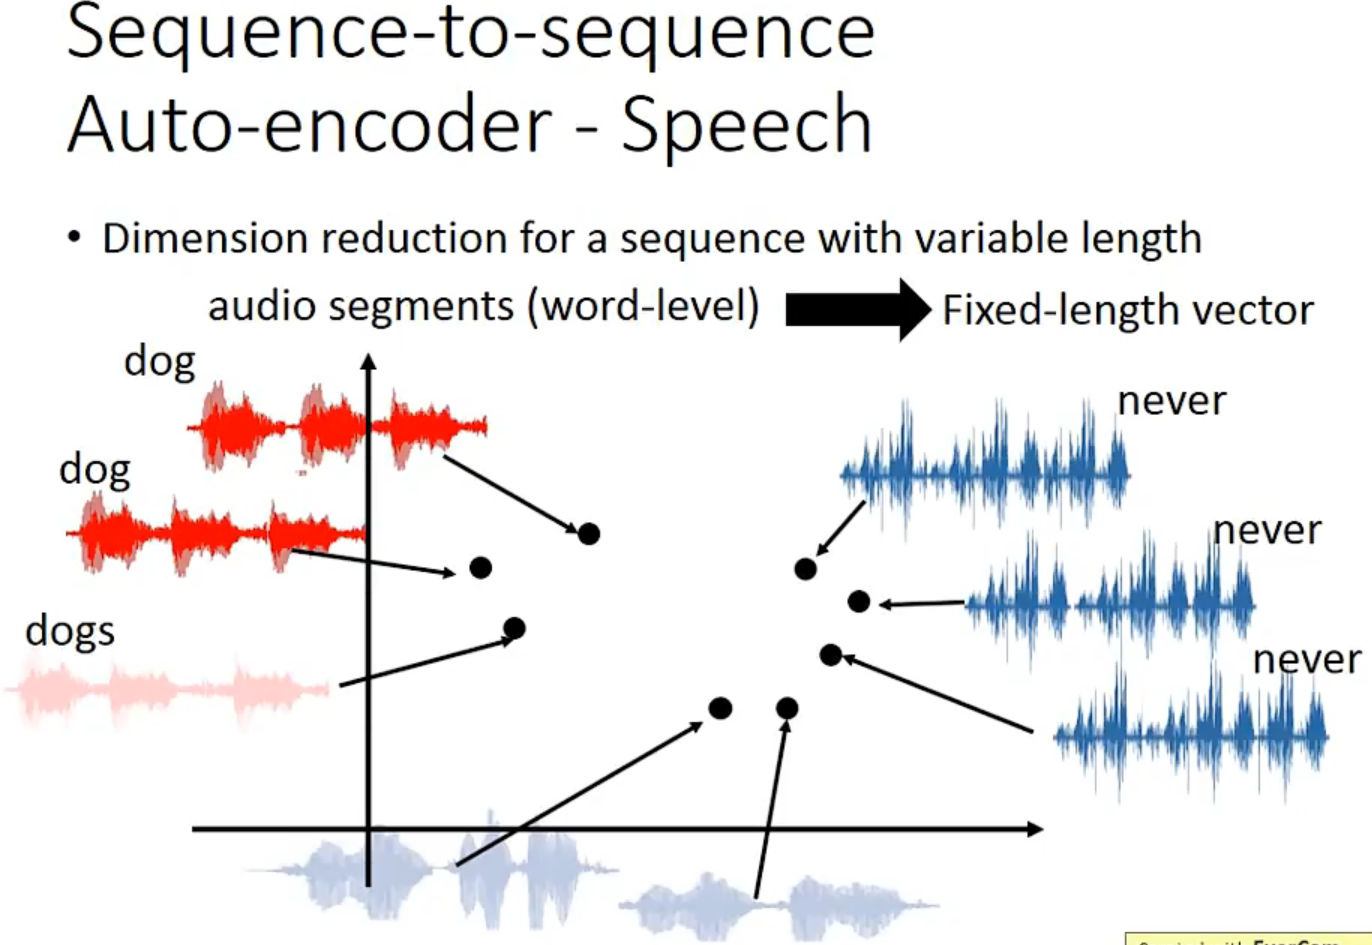 Sequence-to-sequence
Auto-encoder - Speech
• Dimension reduction for a sequence with variable length
audio segments (word-level) Fixed-length vector
dog
never
dog
never
dogs
never